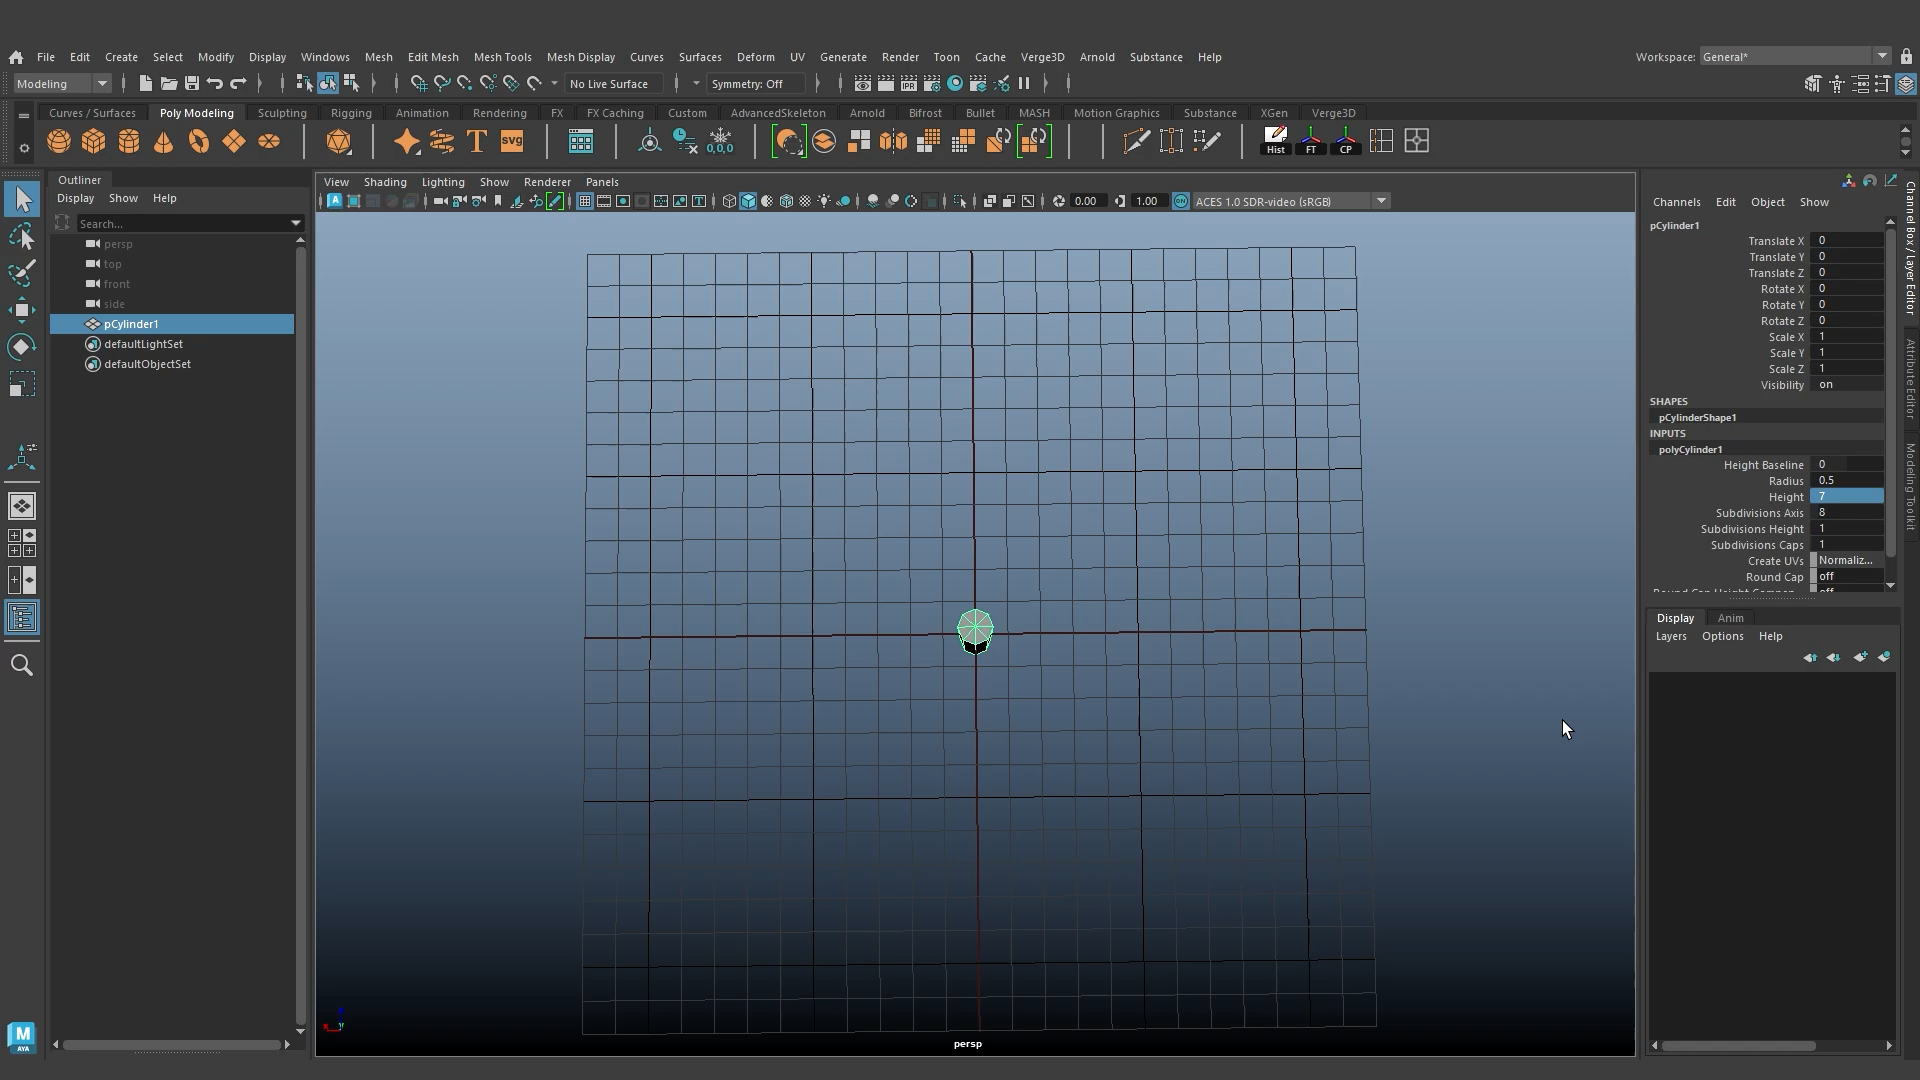 File Edit Create Select Modify Display Windows Mesh Edit Mesh Mesh Tools Mesh Display Curves Surfaces Deform UV Generate Render Toon Cache Verge3D Arnold Substance Help Workspace: General*
Modeling No Live Surface Symmetry: Off
Curves / Surfaces Poly Modeling Sculpting Rigging Animation Rendering FX FX Caching Custom AdvancedSkeleton Arnold Bifrost Bullet MASH Motion Graphics Substance XGen Verge3D
T svg 0,0,0 Hist FT CP
Outliner
Display Show Help
Search...
persp
top
front
side
pCylinder1
defaultLightSet
defaultObjectSet
View Shading Lighting Show Renderer Panels
0.00 1.00 ACES 1.0 SDR-video (sRGB)
persp
Channels Edit Object Show
pCylinder1
Translate X 0
Translate Y 0
Translate Z 0
Rotate X 0
Rotate Y 0
Rotate Z 0
Scale X 1
Scale Y 1
Scale Z 1
Visibility on
SHAPES
pCylinderShape1
INPUTS
polyCylinder1
Height Baseline 0
Radius 0.5
Height 7
Subdivisions Axis 8
Subdivisions Height 1
Subdivisions Caps 1
Create UVs Normaliz...
Round Cap off
Display Anim
Layers Options Help
Channel Box / Layer Editor
Attribute Editor
Modeling Toolkit
M
AYA